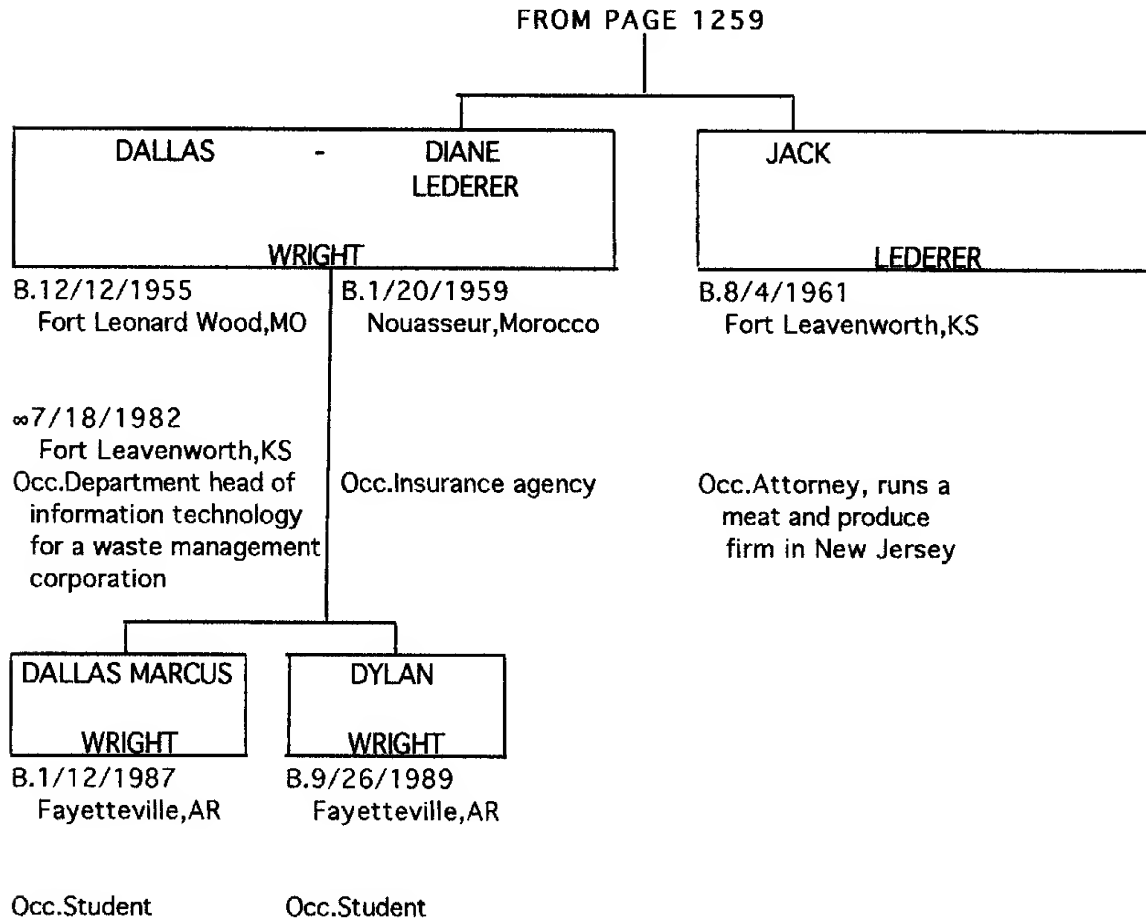 FROM PAGE 1259
DALLAS - DIANE
LEDERER
WRIGHT
B.12/12/1955
Fort Leonard Wood,MO
B.1/20/1959
Nouasseur,Morocco
∞7/18/1982
Fort Leavenworth,KS
Occ.Department head of
information technology
for a waste management
corporation
Occ.Insurance agency
JACK
LEDERER
B.8/4/1961
Fort Leavenworth,KS
Occ.Attorney, runs a
meat and produce
firm in New Jersey
DALLAS MARCUS
WRIGHT
B.1/12/1987
Fayetteville,AR
Occ.Student
DYLAN
WRIGHT
B.9/26/1989
Fayetteville,AR
Occ.Student